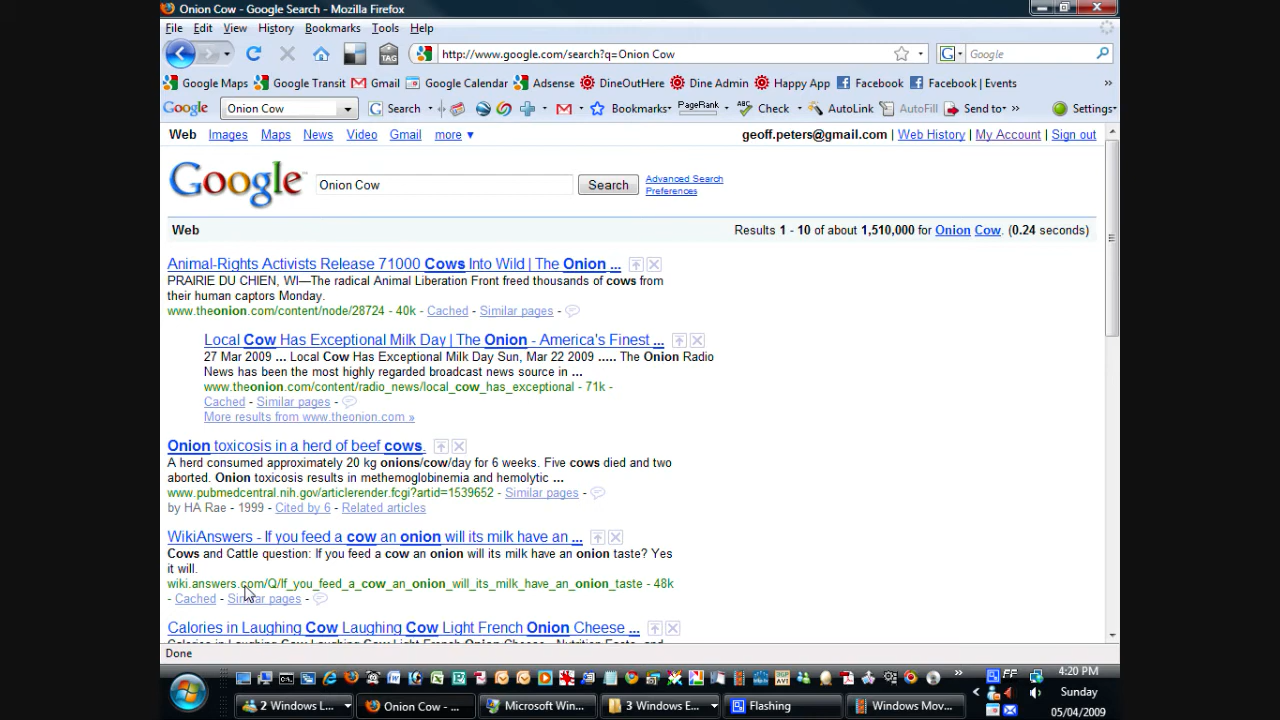 Onion Cow - Google Search - Mozilla Firefox
File Edit View History Bookmarks Tools Help
TAG http://www.google.com/search?q=Onion Cow Google
Google Maps Google Transit Gmail Google Calendar Adsense DineOutHere Dine Admin Happy App Facebook Facebook | Events »
Google Onion Cow Search Bookmarks PageRank Check AutoLink AutoFill Send to » Settings
Web Images Maps News Video Gmail more ▼ geoff.peters@gmail.com | Web History | My Account | Sign out
Google Onion Cow Search Advanced Search
Preferences
Web Results 1 - 10 of about 1,510,000 for Onion Cow. (0.24 seconds)
Animal-Rights Activists Release 71000 Cows Into Wild | The Onion ...
PRAIRIE DU CHIEN, WI—The radical Animal Liberation Front freed thousands of cows from
their human captors Monday.
www.theonion.com/content/node/28724 - 40k - Cached - Similar pages -
Local Cow Has Exceptional Milk Day | The Onion - America's Finest ...
27 Mar 2009 ... Local Cow Has Exceptional Milk Day Sun, Mar 22 2009 ..... The Onion Radio
News has been the most highly regarded broadcast news source in ...
www.theonion.com/content/radio_news/local_cow_has_exceptional - 71k -
Cached - Similar pages -
More results from www.theonion.com »
Onion toxicosis in a herd of beef cows.
A herd consumed approximately 20 kg onions/cow/day for 6 weeks. Five cows died and two
aborted. Onion toxicosis results in methemoglobinemia and hemolytic ...
www.pubmedcentral.nih.gov/articlerender.fcgi?artid=1539652 - Similar pages -
by HA Rae - 1999 - Cited by 6 - Related articles
WikiAnswers - If you feed a cow an onion will its milk have an ...
Cows and Cattle question: If you feed a cow an onion will its milk have an onion taste? Yes
it will.
wiki.answers.com/Q/If_you_feed_a_cow_an_onion_will_its_milk_have_an_onion_taste - 48k
- Cached - Similar pages -
Calories in Laughing Cow Laughing Cow Light French Onion Cheese ...
Done
4:20 PM
2 Windows L... Onion Cow - ... Microsoft Win... 3 Windows E... Flashing Windows Mov... Sunday
05/04/2009